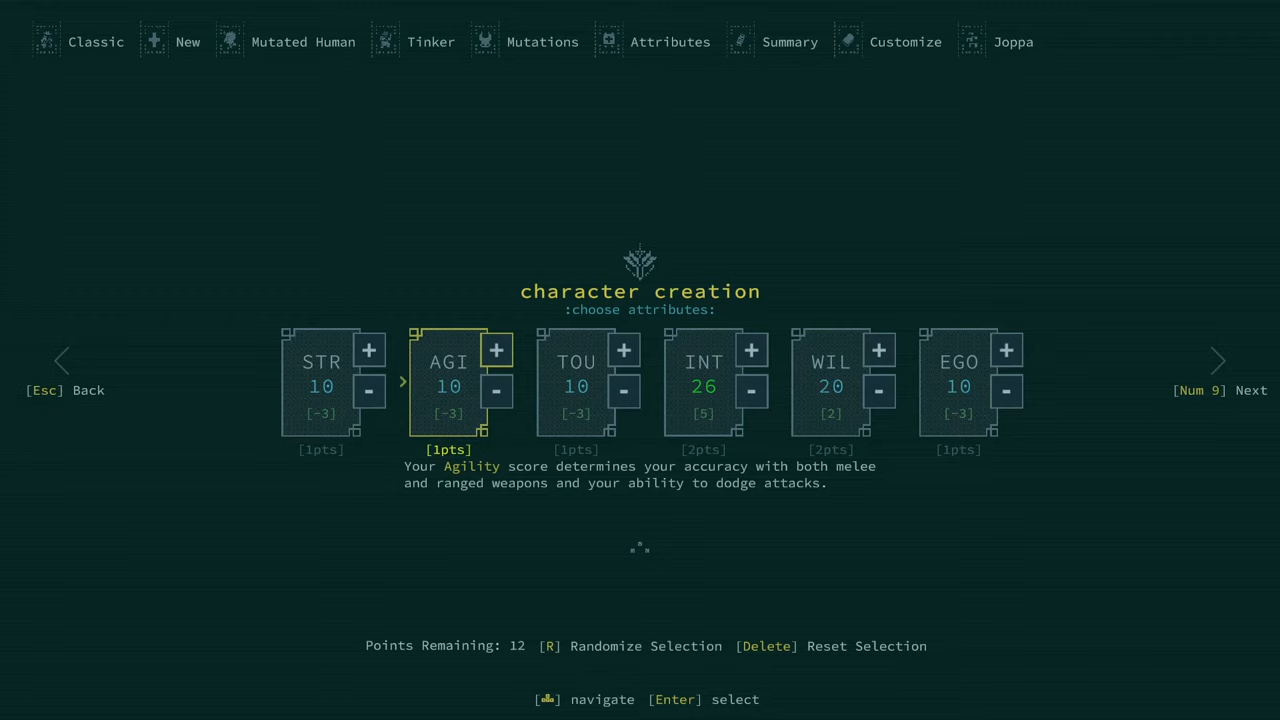 Classic New Mutated Human Tinker Mutations Attributes Summary Customize Joppa
character creation
:choose attributes:
STR AGI TOU INT WIL EGO
10 10 10 26 20 10
[-3] [-3] [-3] [5] [2] [-3]
+ + + + + +
- - - - - -
[1pts] [1pts] [1pts] [2pts] [2pts] [1pts]
[Esc] Back
[Num 9] Next
Your Agility score determines your accuracy with both melee
and ranged weapons and your ability to dodge attacks.
Points Remaining: 12 [R] Randomize Selection [Delete] Reset Selection
navigate [Enter] select